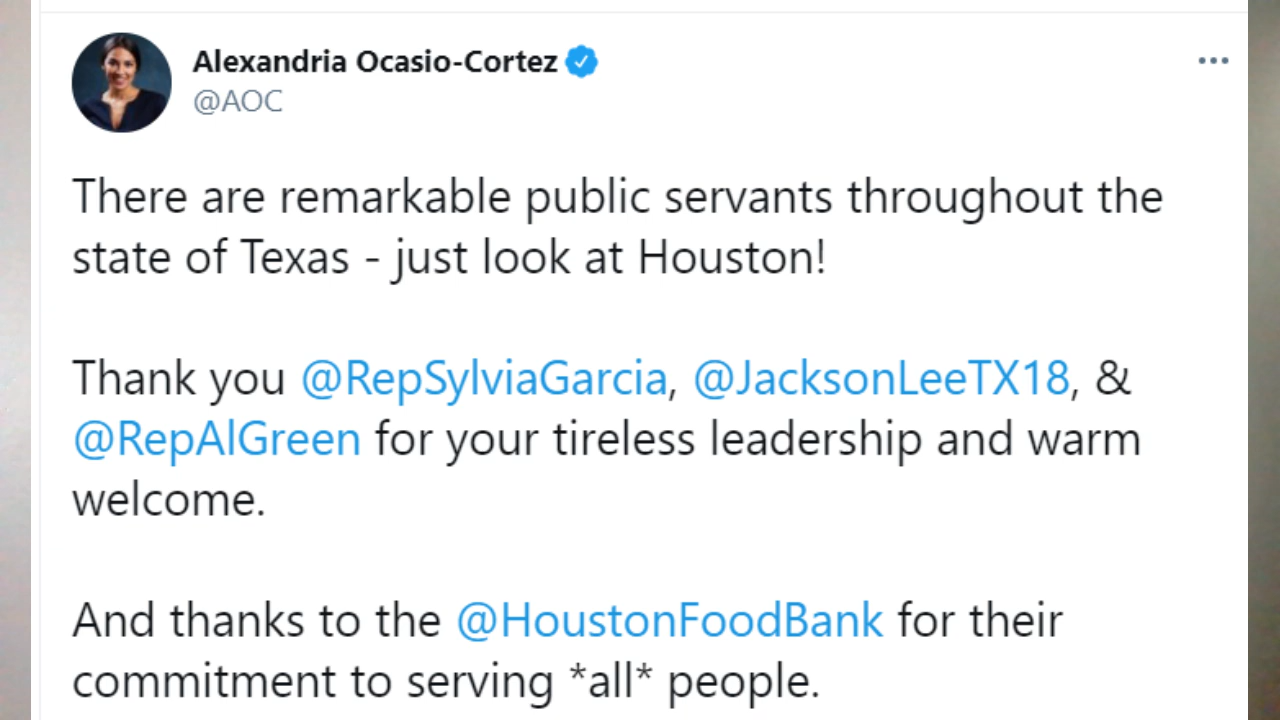 Alexandria Ocasio-Cortez
@AOC
There are remarkable public servants throughout the
state of Texas - just look at Houston!
Thank you @RepSylviaGarcia, @JacksonLeeTX18, &
@RepAlGreen for your tireless leadership and warm
welcome.
And thanks to the @HoustonFoodBank for their
commitment to serving *all* people.